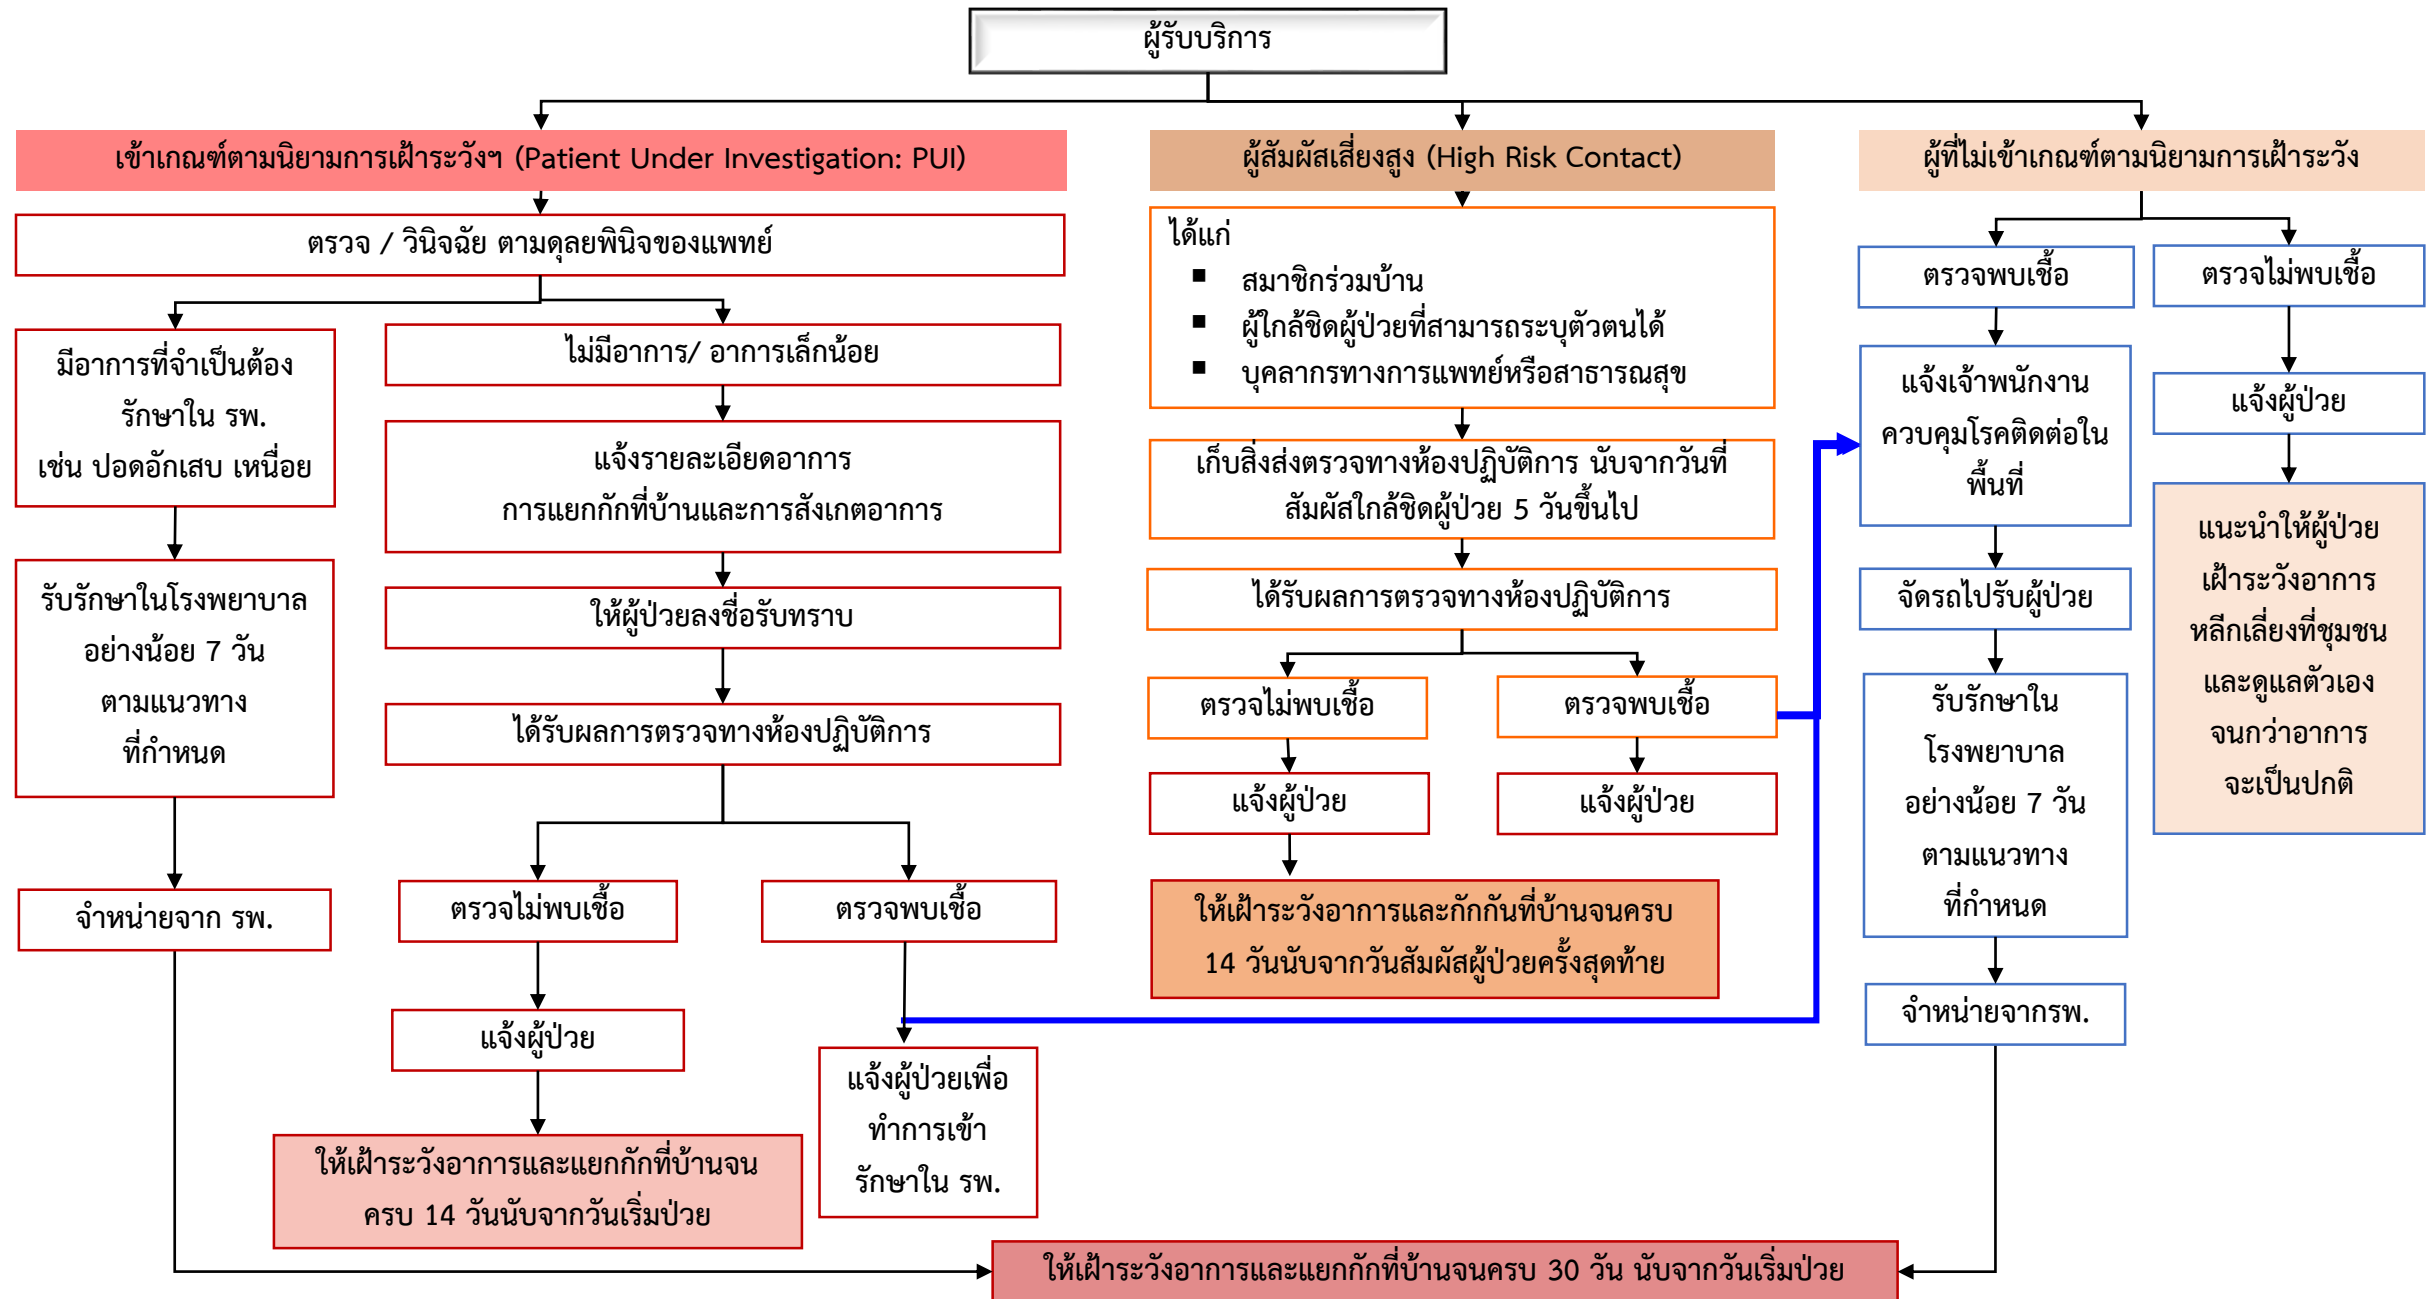 ผู้รับบริการ
เข้าเกณฑ์ตามนิยามการเฝ้าระวังฯ (Patient Under Investigation: PUI)
ตรวจ / วินิจฉัย ตามดุลยพินิจของแพทย์
มีอาการที่จำเป็นต้อง
รักษาใน รพ.
เช่น ปอดอักเสบ เหนื่อย
รับรักษาในโรงพยาบาล
อย่างน้อย 7 วัน
ตามแนวทาง
ที่กำหนด
จำหน่ายจาก รพ.
ไม่มีอาการ/ อาการเล็กน้อย
แจ้งรายละเอียดอาการ
การแยกกักที่บ้านและการสังเกตอาการ
ให้ผู้ป่วยลงชื่อรับทราบ
ได้รับผลการตรวจทางห้องปฏิบัติการ
ตรวจไม่พบเชื้อ
แจ้งผู้ป่วย
ให้เฝ้าระวังอาการและแยกกักที่บ้านจน
ครบ 14 วันนับจากวันเริ่มป่วย
ตรวจพบเชื้อ
แจ้งผู้ป่วยเพื่อ
ทำการเข้า
รักษาใน รพ.
ผู้สัมผัสเสี่ยงสูง (High Risk Contact)
ได้แก่
▪ สมาชิกร่วมบ้าน
▪ ผู้ใกล้ชิดผู้ป่วยที่สามารถระบุตัวตนได้
▪ บุคลากรทางการแพทย์หรือสาธารณสุข
เก็บสิ่งส่งตรวจทางห้องปฏิบัติการ นับจากวันที่
สัมผัสใกล้ชิดผู้ป่วย 5 วันขึ้นไป
ได้รับผลการตรวจทางห้องปฏิบัติการ
ตรวจไม่พบเชื้อ
แจ้งผู้ป่วย
ให้เฝ้าระวังอาการและกักกันที่บ้านจนครบ
14 วันนับจากวันสัมผัสผู้ป่วยครั้งสุดท้าย
ตรวจพบเชื้อ
แจ้งผู้ป่วย
ผู้ที่ไม่เข้าเกณฑ์ตามนิยามการเฝ้าระวัง
ตรวจพบเชื้อ
แจ้งเจ้าพนักงาน
ควบคุมโรคติดต่อใน
พื้นที่
จัดรถไปรับผู้ป่วย
รับรักษาใน
โรงพยาบาล
อย่างน้อย 7 วัน
ตามแนวทาง
ที่กำหนด
จำหน่ายจากรพ.
ตรวจไม่พบเชื้อ
แจ้งผู้ป่วย
แนะนำให้ผู้ป่วย
เฝ้าระวังอาการ
หลีกเลี่ยงที่ชุมชน
และดูแลตัวเอง
จนกว่าอาการ
จะเป็นปกติ
ให้เฝ้าระวังอาการและแยกกักที่บ้านจนครบ 30 วัน นับจากวันเริ่มป่วย